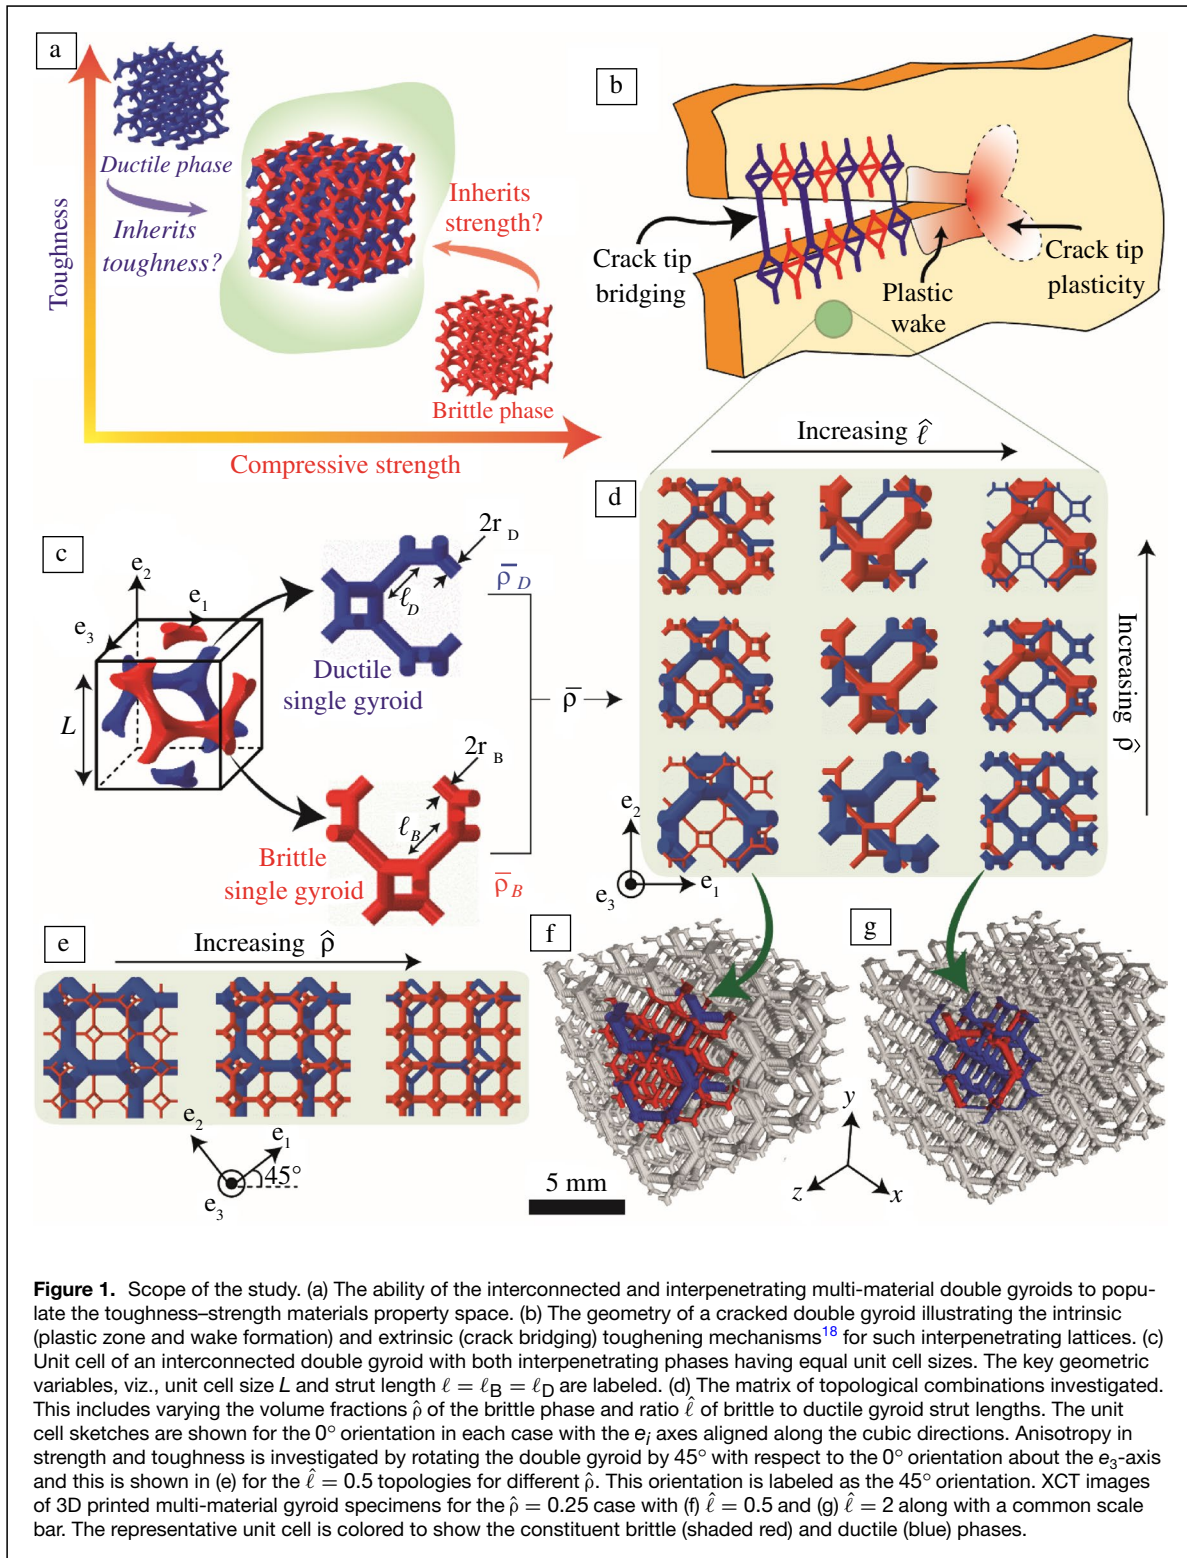 a
Toughness
Ductile phase
Inherits
toughness?
Inherits
strength?
Brittle phase
Compressive strength
b
Crack tip
bridging
Plastic
wake
Crack tip
plasticity
c
e₂
e₁
e₃
L
2r_D
ℓ_D
ρ̅_D
Ductile
single gyroid
ρ̅
2r_B
ℓ_B
Brittle
single gyroid
ρ̅_B
Increasing ℓ̂
d
Increasing ρ̂
e₂
e₃
e₁
e
Increasing ρ̂
e₂
e₁
45°
e₃
f
g
5 mm
y
z
x
Figure 1. Scope of the study. (a) The ability of the interconnected and interpenetrating multi-material double gyroids to popu-
late the toughness–strength materials property space. (b) The geometry of a cracked double gyroid illustrating the intrinsic
(plastic zone and wake formation) and extrinsic (crack bridging) toughening mechanisms¹⁸ for such interpenetrating lattices. (c)
Unit cell of an interconnected double gyroid with both interpenetrating phases having equal unit cell sizes. The key geometric
variables, viz., unit cell size L and strut length ℓ = ℓ_B = ℓ_D are labeled. (d) The matrix of topological combinations investigated.
This includes varying the volume fractions ρ̂ of the brittle phase and ratio ℓ̂ of brittle to ductile gyroid strut lengths. The unit
cell sketches are shown for the 0° orientation in each case with the e_i axes aligned along the cubic directions. Anisotropy in
strength and toughness is investigated by rotating the double gyroid by 45° with respect to the 0° orientation about the e₃-axis
and this is shown in (e) for the ℓ̂ = 0.5 topologies for different ρ̂. This orientation is labeled as the 45° orientation. XCT images
of 3D printed multi-material gyroid specimens for the ρ̂ = 0.25 case with (f) ℓ̂ = 0.5 and (g) ℓ̂ = 2 along with a common scale
bar. The representative unit cell is colored to show the constituent brittle (shaded red) and ductile (blue) phases.